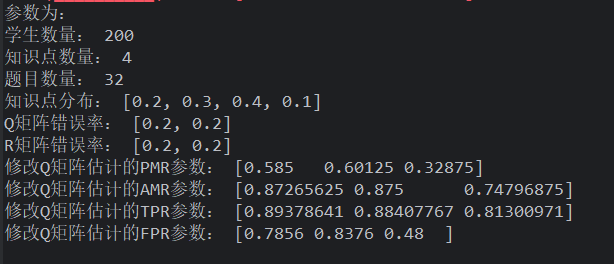 参数为:
学生数量： 200
知识点数量： 4
题目数量： 32
知识点分布： [0.2, 0.3, 0.4, 0.1]
Q矩阵错误率： [0.2, 0.2]
R矩阵错误率： [0.2, 0.2]
修改Q矩阵估计的PMR参数： [0.585   0.60125 0.32875]
修改Q矩阵估计的AMR参数： [0.87265625 0.875      0.74796875]
修改Q矩阵估计的TPR参数： [0.89378641 0.88407767 0.81300971]
修改Q矩阵估计的FPR参数： [0.7856 0.8376 0.48  ]